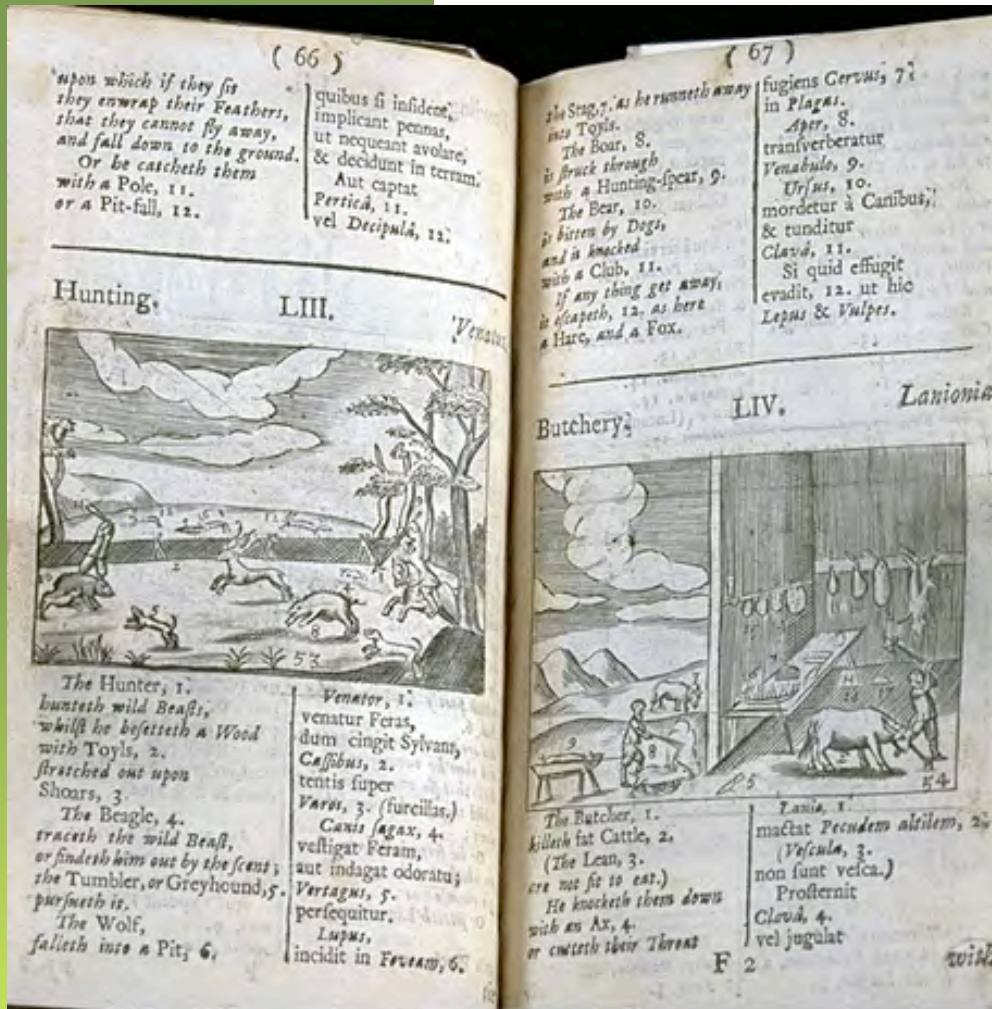 ( 66 )
upon which if they sit
they enwrap their Feathers,
that they cannot fly away,
and fall down to the ground.
Or he catcheth them
with a Pole, 11.
or a Pit-fall, 12.
quibus ſi inſident,
implicant pennas,
ut nequeant avolare,
& decidunt in terram.
Aut captat
Perticâ, 11.
vel Decipulâ, 12.
Hunting. LIII. Venatus
53
The Hunter, 1.
hunteth wild Beaſts,
whilſt he beſetteth a Wood
with Toyls, 2.
ſtretched out upon
Shoars, 3.
The Beagle, 4.
traceth the wild Beaſt,
or findeth him out by the ſcent;
the Tumbler, or Greyhound, 5.
purſueth it.
The Wolf,
falleth into a Pit; 6.
Venator, 1.
venatur Feras,
dum cingit Sylvam,
Caſſibus, 2.
tentis ſuper
Varos, 3. (furcillas.)
Canis ſagax, 4.
veſtigat Feram,
aut indagat odoratu;
Vertagus, 5.
perſequitur.
Lupus,
incidit in Foveam, 6.
( 67 )
the Stag, 7. as he runneth away
into Toyls.
The Boar, 8.
is ſtruck through
with a Hunting-ſpear, 9.
The Bear, 10.
is bitten by Dogs,
and is knocked
with a Club, 11.
If any thing get away,
it eſcapeth, 12. as here
a Hare, and a Fox.
fugiens Cervus, 7.
in Plagas.
Aper, 8.
tranſverberatur
Venabulo, 9.
Urſus, 10.
mordetur à Canibus,
& tunditur
Clavâ, 11.
Si quid effugit
evadit, 12. ut hic
Lepus & Vulpes.
Butchery. LIV. Lanionia
54
The Butcher, 1.
killeth fat Cattle, 2.
(The Lean, 3.
are not fit to eat.)
He knocketh them down
with an Ax, 4.
or cutteth their Throat
Lanio, 1.
mactat Pecudem altilem, 2.
(Veſcula, 3.
non ſunt veſca.)
Proſternit
Clavâ, 4.
vel jugulat
F 2 with